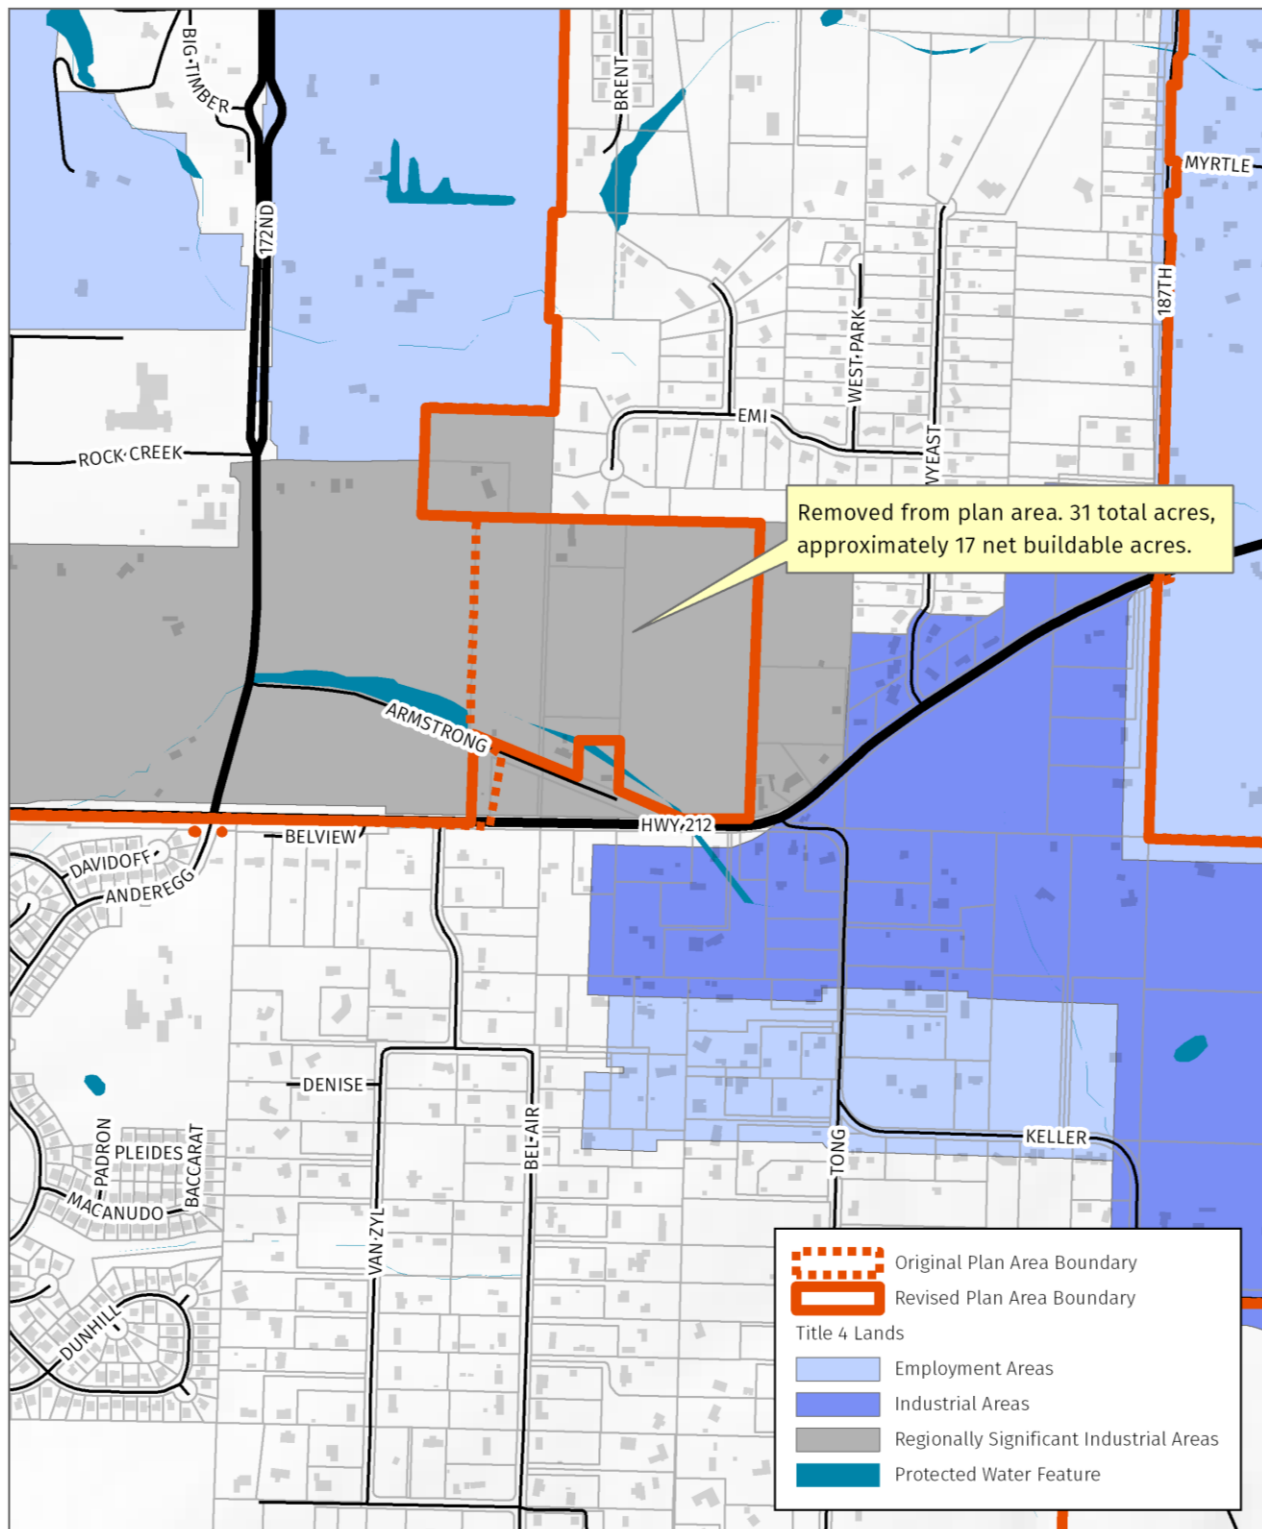 BIG TIMBER
BRENT
MYRTLE
172ND
187TH
WEST PARK
EMI
WYEAST
ROCK CREEK
Removed from plan area. 31 total acres,
approximately 17 net buildable acres.
ARMSTRONG
HWY 212
BELVIEW
DAVIDOFF
ANDEREGG
DENISE
BEL AIR
TONG
KELLER
PADRON
PLEIDES
BACCARAT
MACANUDO
VAN ZYL
DUNHILL
Original Plan Area Boundary
Revised Plan Area Boundary
Title 4 Lands
Employment Areas
Industrial Areas
Regionally Significant Industrial Areas
Protected Water Feature